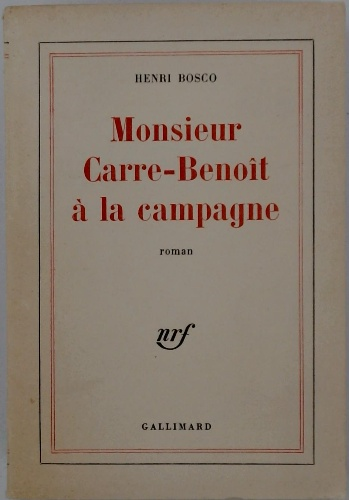 HENRI BOSCO
Monsieur
Carre-Benoît
à la campagne
roman
nrf
GALLIMARD